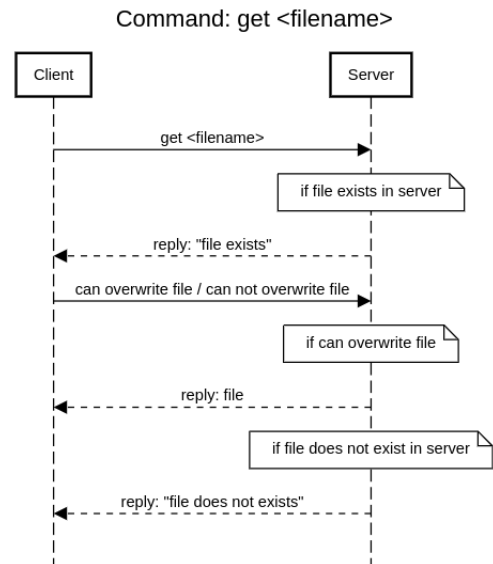 Command: get <filename>
Client
Server
get <filename>
if file exists in server
reply: "file exists"
can overwrite file / can not overwrite file
if can overwrite file
reply: file
if file does not exist in server
reply: "file does not exists"